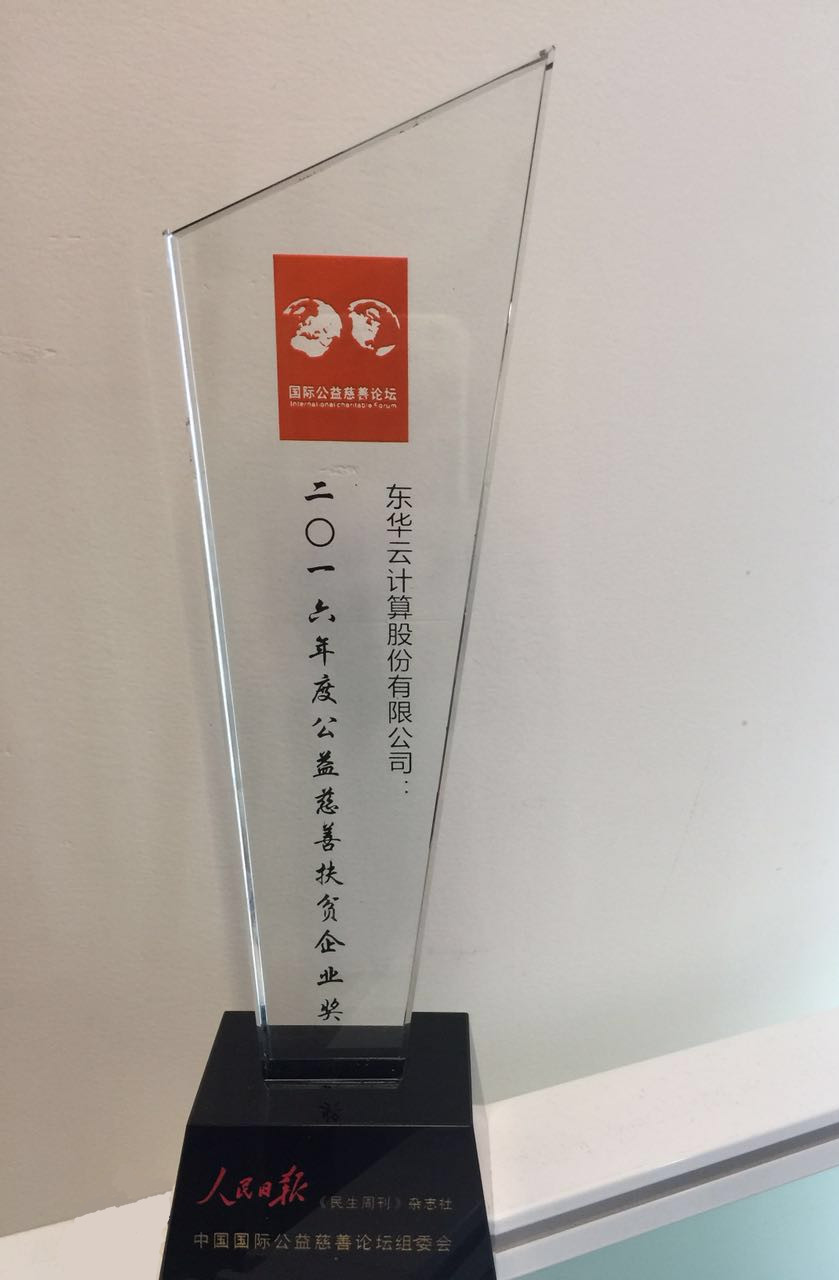 国际公益慈善论坛
International charitable Forum
东华云计算股份有限公司：
二〇一六年度公益慈善扶贫企业奖
人民日报《民生周刊》杂志社
中国国际公益慈善论坛组委会